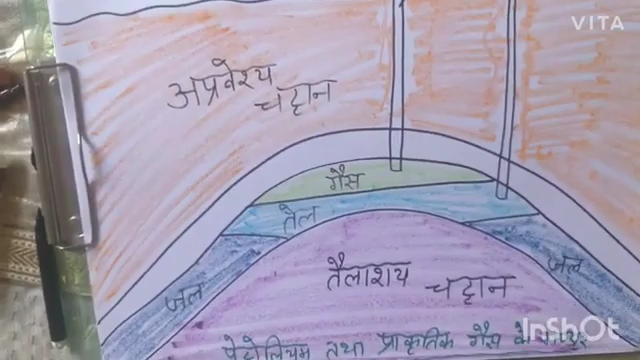 VITA
अप्रवेश्य
चट्टान
गैस
तेल
जल
जल
तैलाशय चट्टान
पेट्रोलियम तथा प्राकृतिक गैस के
InShot